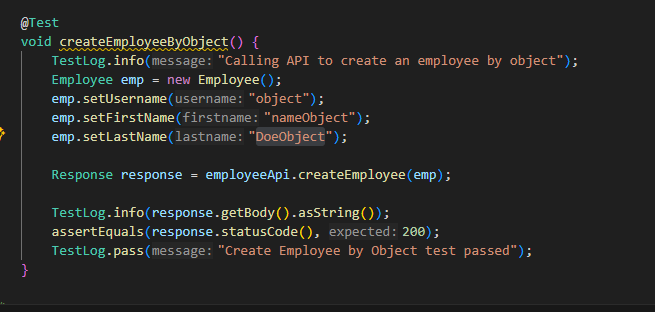 @Test
void createEmployeeByObject() {
TestLog.info(message: "Calling API to create an employee by object");
Employee emp = new Employee();
emp.setUsername(username: "object");
emp.setFirstName(firstname: "nameObject");
emp.setLastName(lastname: "DoeObject");
Response response = employeeApi.createEmployee(emp);
TestLog.info(response.getBody().asString());
assertEquals(response.statusCode(), expected: 200);
TestLog.pass(message: "Create Employee by Object test passed");
}